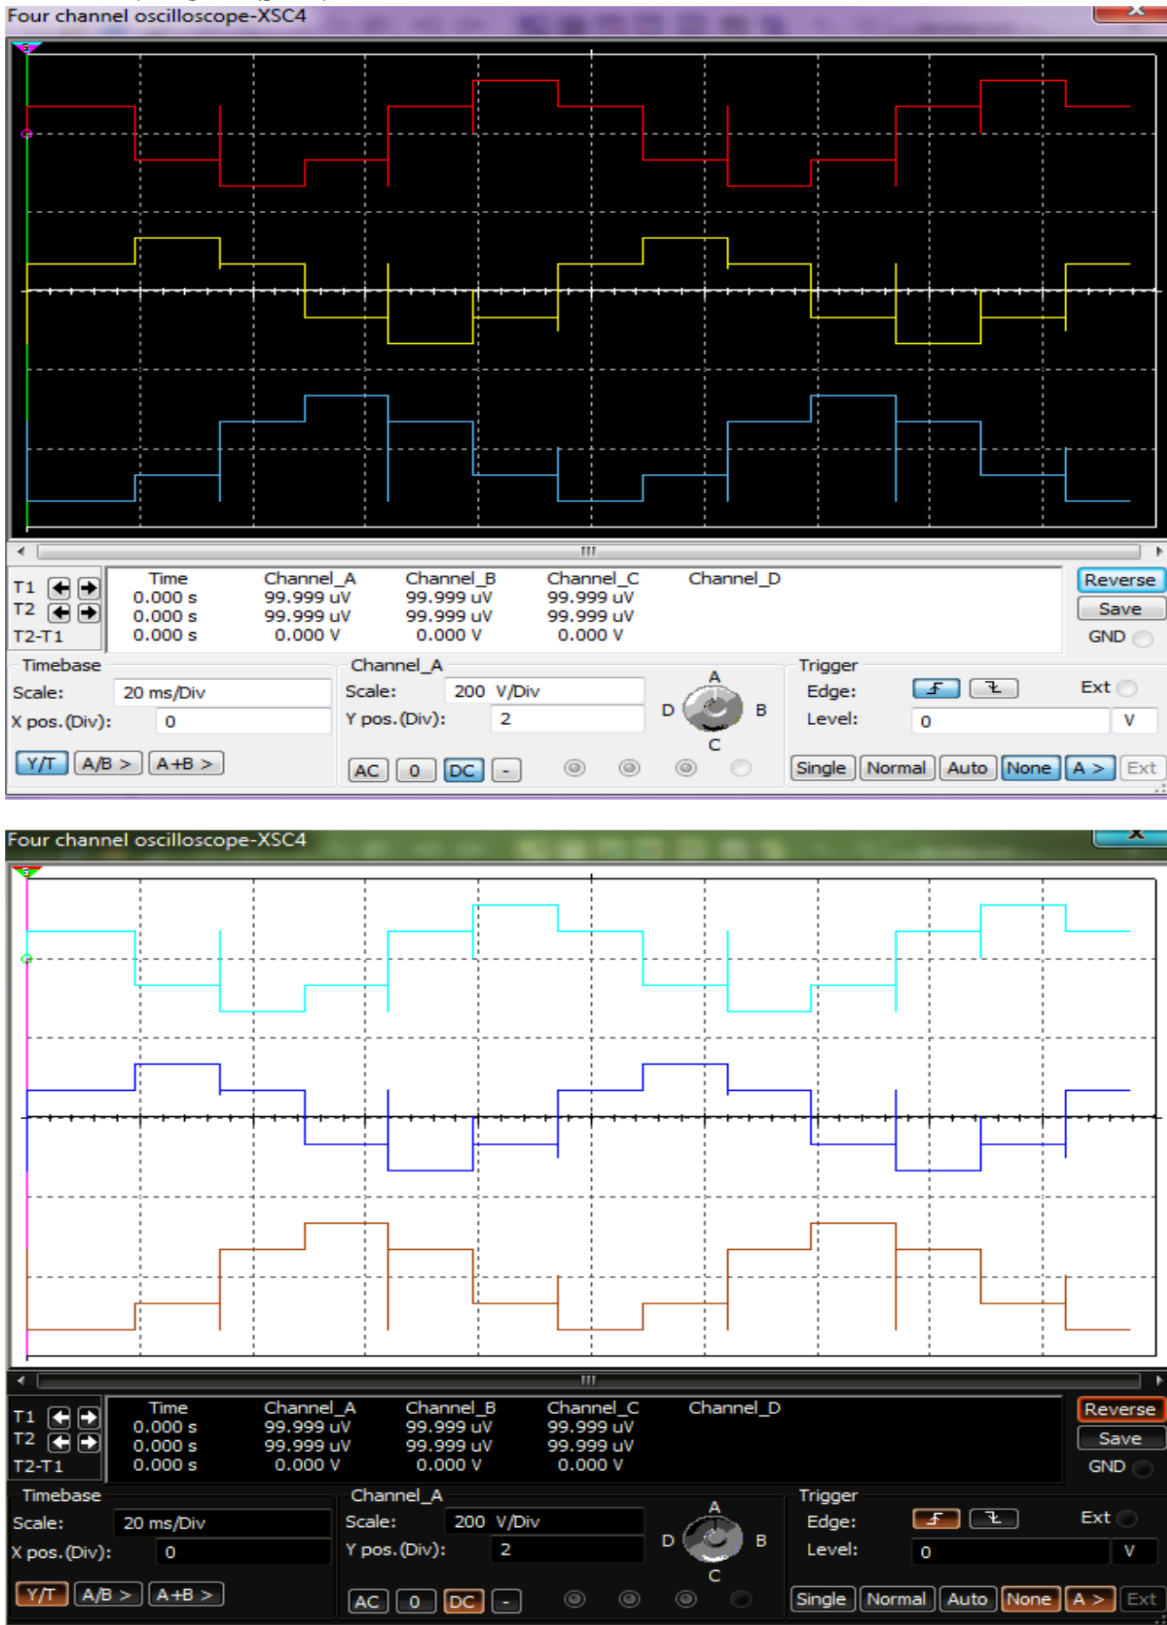 Four channel oscilloscope-XSC4
Time Channel_A Channel_B Channel_C Channel_D
T1 0.000 s 99.999 uV 99.999 uV 99.999 uV
T2 0.000 s 99.999 uV 99.999 uV 99.999 uV
T2-T1 0.000 s 0.000 V 0.000 V 0.000 V
Reverse
Save
GND
Timebase Channel_A Trigger
Scale: 20 ms/Div Scale: 200 V/Div A Edge: Ext
X pos.(Div): 0 Y pos.(Div): 2 D B Level: 0 V
C
Y/T A/B > A+B > AC 0 DC - Single Normal Auto None A > Ext
Four channel oscilloscope-XSC4
Time Channel_A Channel_B Channel_C Channel_D
T1 0.000 s 99.999 uV 99.999 uV 99.999 uV
T2 0.000 s 99.999 uV 99.999 uV 99.999 uV
T2-T1 0.000 s 0.000 V 0.000 V 0.000 V
Reverse
Save
GND
Timebase Channel_A Trigger
Scale: 20 ms/Div Scale: 200 V/Div A Edge: Ext
X pos.(Div): 0 Y pos.(Div): 2 D B Level: 0 V
C
Y/T A/B > A+B > AC 0 DC - Single Normal Auto None A > Ext